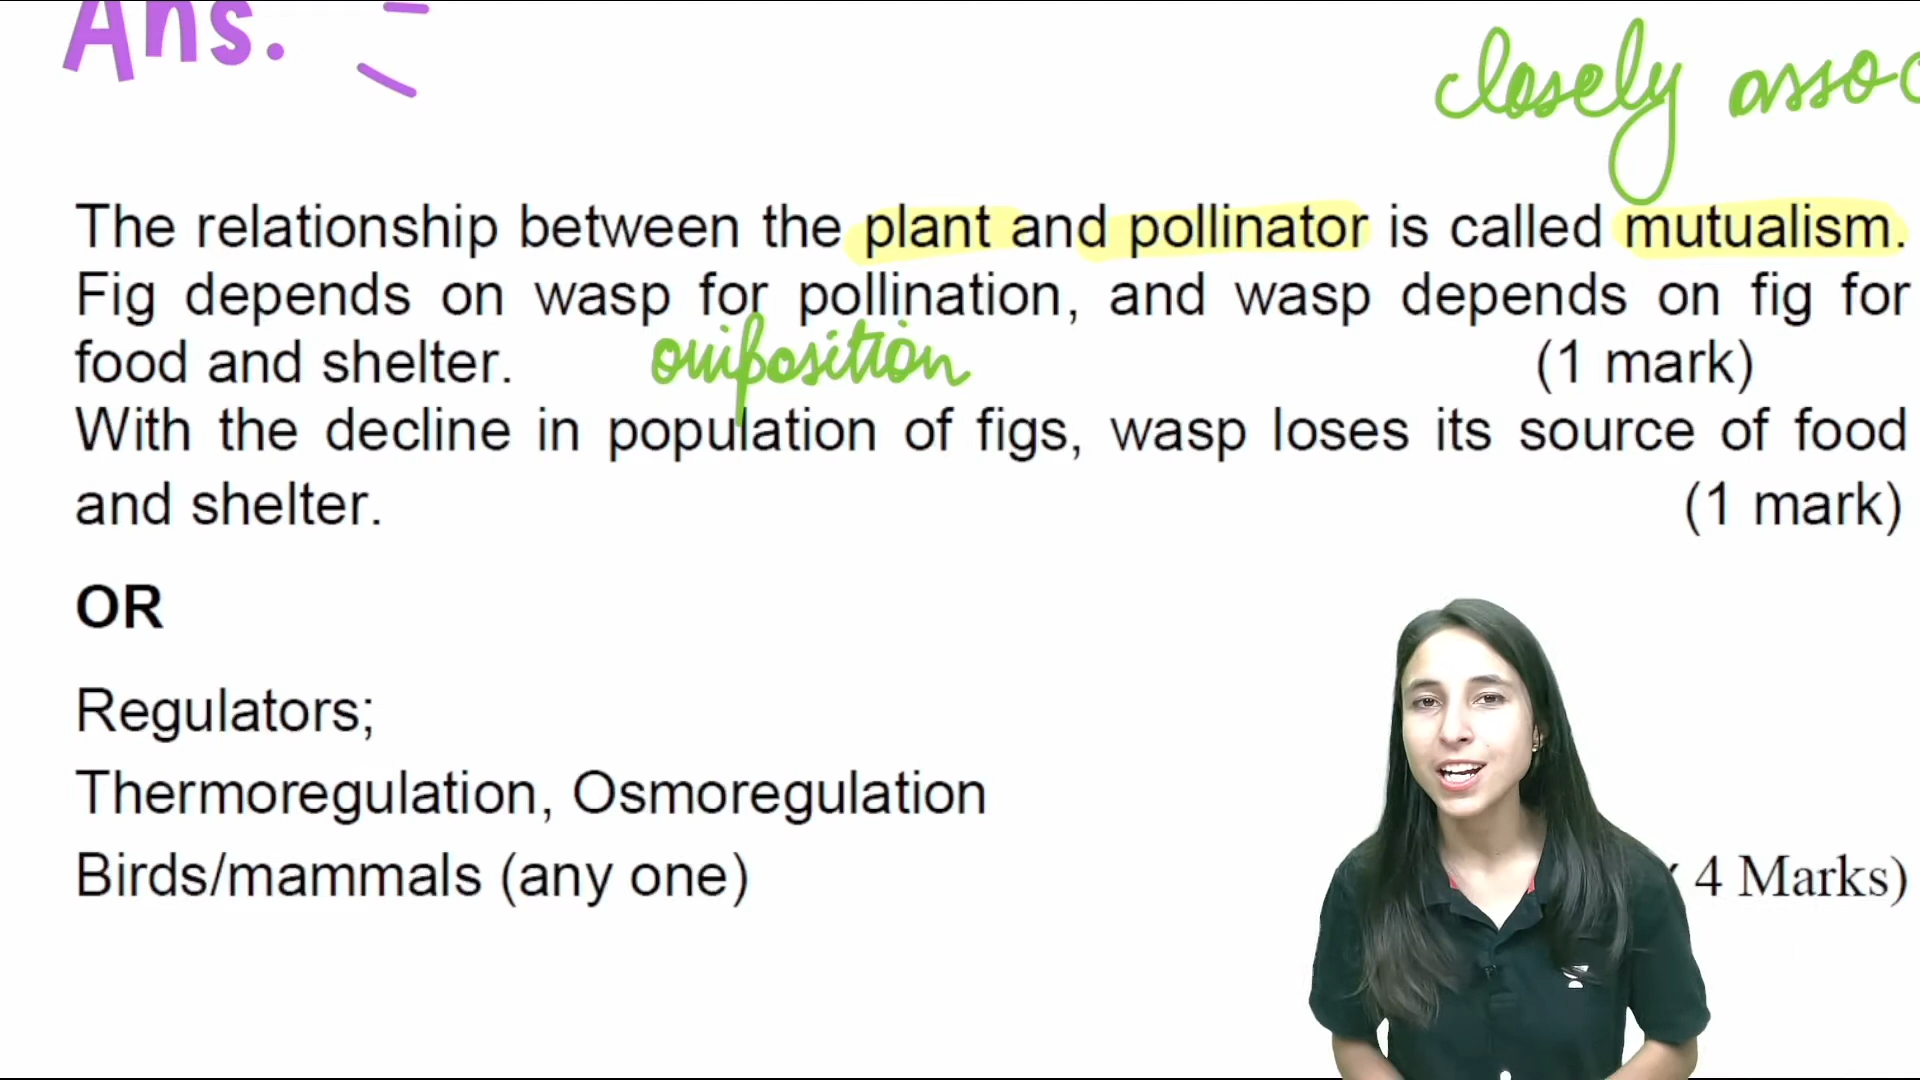 Ans.
closely
The relationship between the plant and pollinator is called mutualism.
Fig depends on wasp for pollination, and wasp depends on fig for
food and shelter. (1 mark)
oviposition
With the decline in population of figs, wasp loses its source of food
and shelter. (1 mark)
OR
Regulators;
Thermoregulation, Osmoregulation
Birds/mammals (any one) 4 Marks)